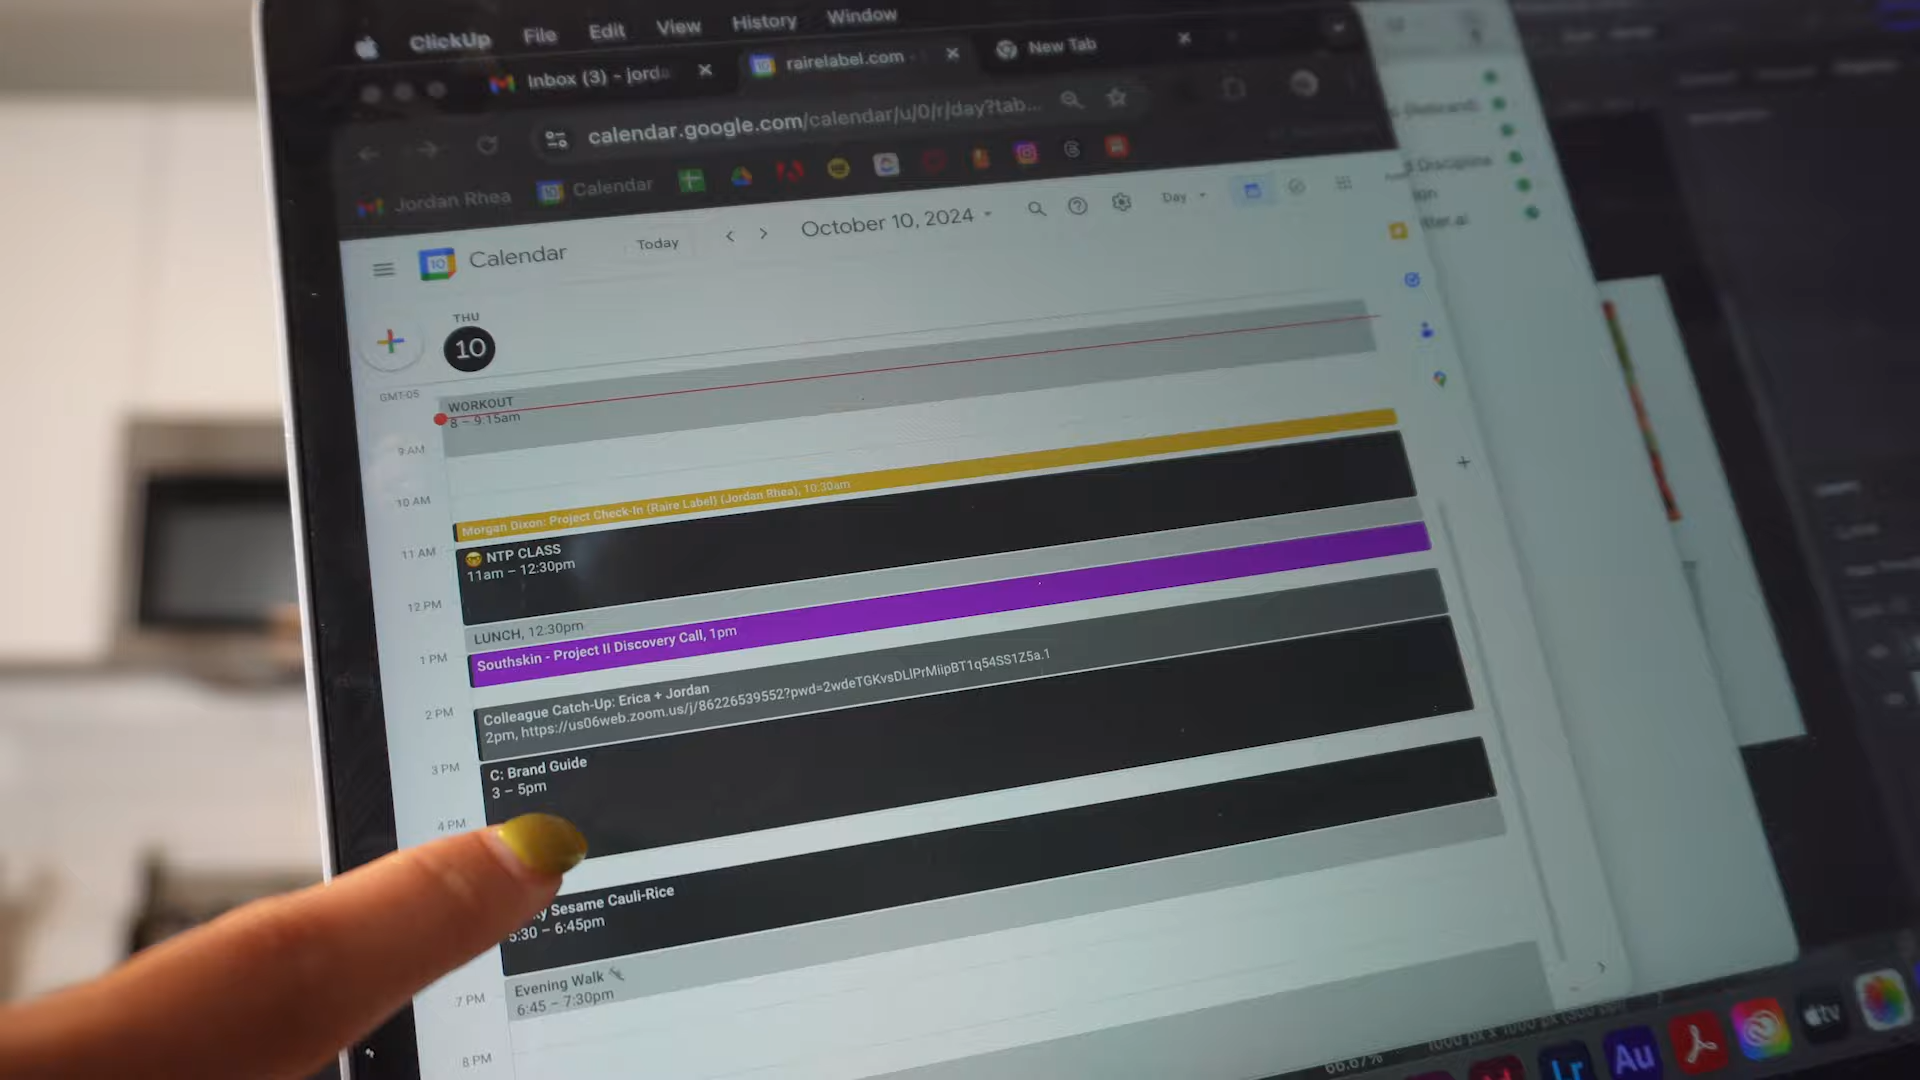 ClickUp File Edit View History Window
Inbox (3) - jorda
rairelabel.com
New Tab
calendar.google.com/calendar/u/0/r/day?tab...
Jordan Rhea
Calendar
10 Calendar Today October 10, 2024 Day
THU
10
GMT-05
WORKOUT
8 – 9:15am
9 AM
10 AM
Morgan Dixon: Project Check-In (Raire Label) (Jordan Rhea), 10:30am
11 AM
🤓 NTP CLASS
11am – 12:30pm
12 PM
LUNCH, 12:30pm
1 PM
Southskin - Project II Discovery Call, 1pm
2 PM
Colleague Catch-Up: Erica + Jordan
2pm, https://us06web.zoom.us/j/86226539552?pwd=2wdeTGKvsDLIPrMiipBT1q54SS1Z5a.1
3 PM
C: Brand Guide
3 – 5pm
4 PM
Sesame Cauli-Rice
5:30 – 6:45pm
Evening Walk
6:45 – 7:30pm
7 PM
8 PM
66.67%
Lr
Au
tv